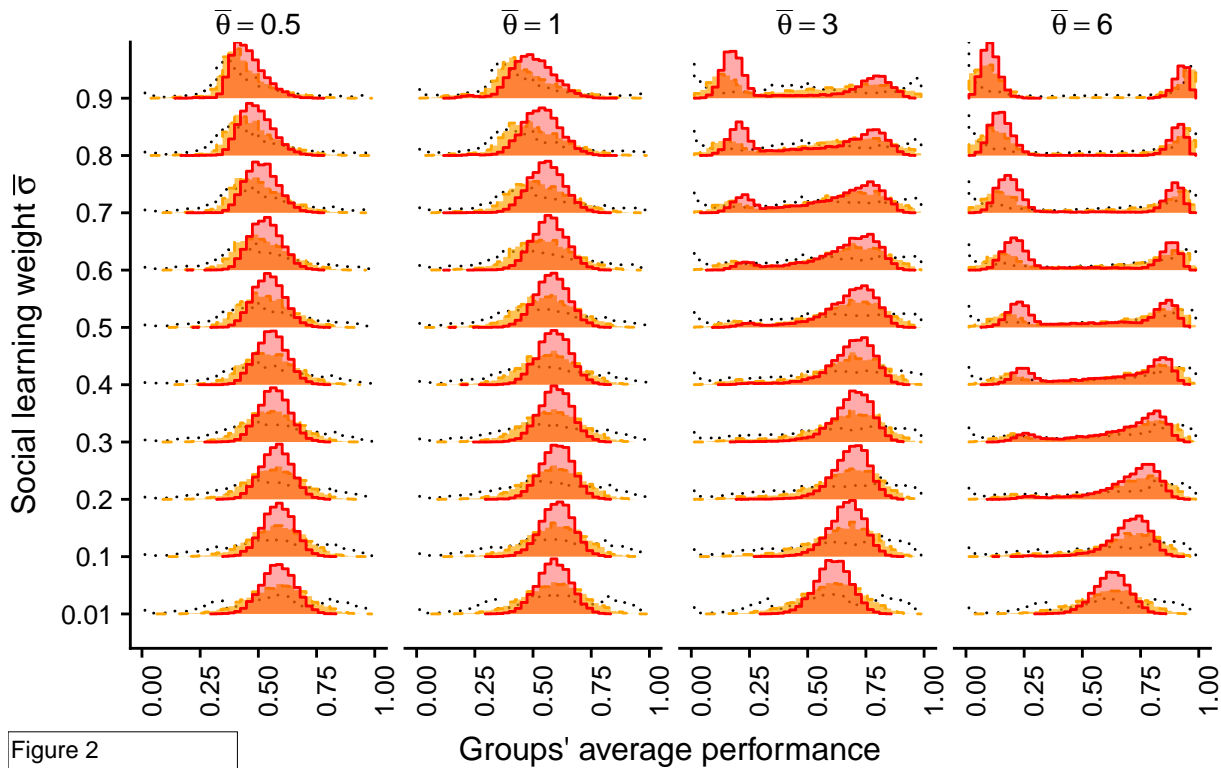 θ̅ = 0.5
θ̅ = 1
θ̅ = 3
θ̅ = 6
Social learning weight σ̅
0.9
0.8
0.7
0.6
0.5
0.4
0.3
0.2
0.1
0.01
0.00 0.25 0.50 0.75 1.00
0.00 0.25 0.50 0.75 1.00
0.00 0.25 0.50 0.75 1.00
0.00 0.25 0.50 0.75 1.00
Groups' average performance
Figure 2